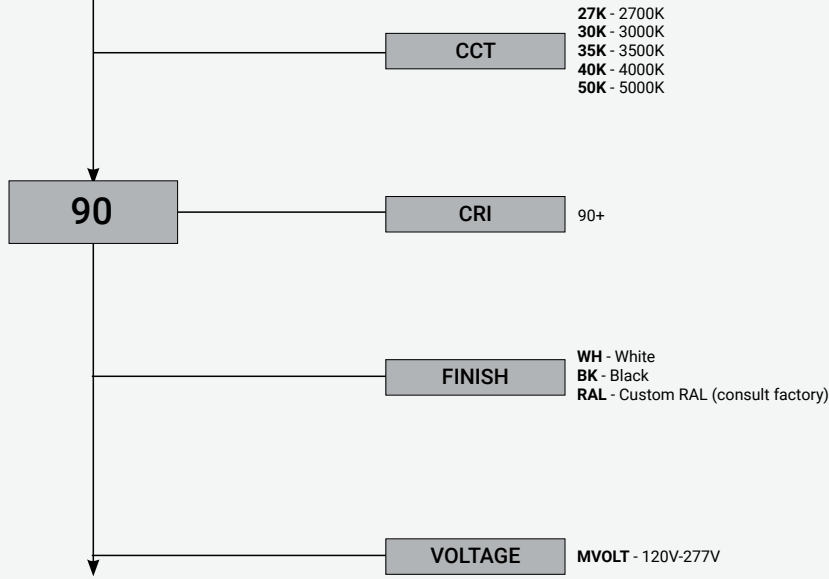 27K - 2700K
30K - 3000K
CCT
35K - 3500K
40K - 4000K
50K - 5000K
90
CRI
90+
WH - White
FINISH
BK - Black
RAL - Custom RAL (consult factory)
VOLTAGE
MVOLT - 120V-277V